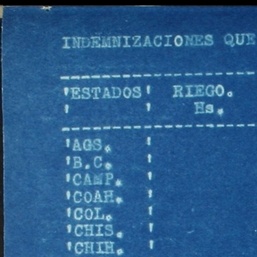 INDEMNIZACIONES QUE
'ESTADOS' RIEGO.
' ' Hs.
'AGS. '
'B.C. '
'CAMP. '
'COAH. '
'COL. '
'CHIS. '
'CHIH. '